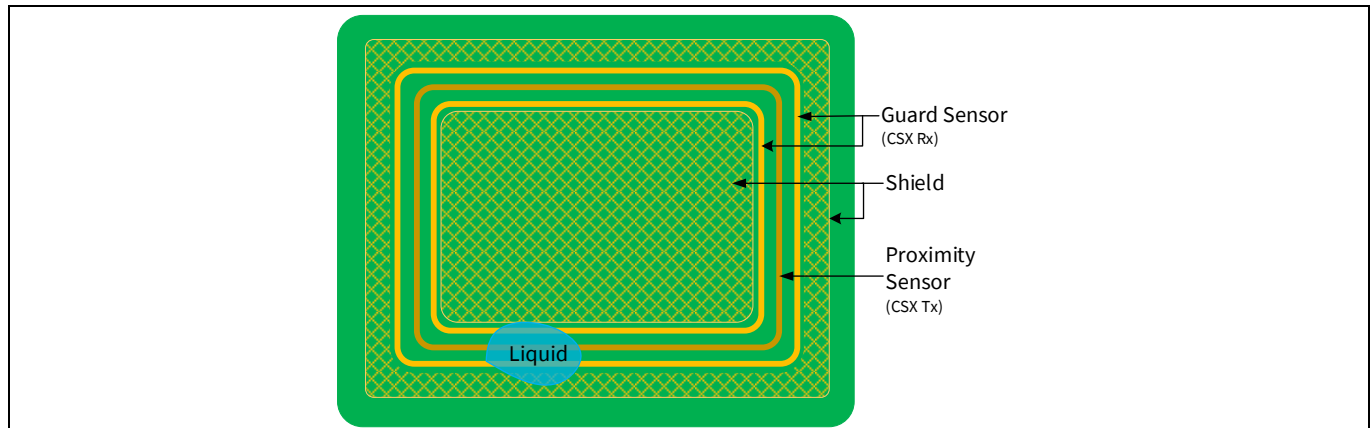 Guard Sensor
(CSX Rx)
Shield
Proximity
Sensor
(CSX Tx)
Liquid